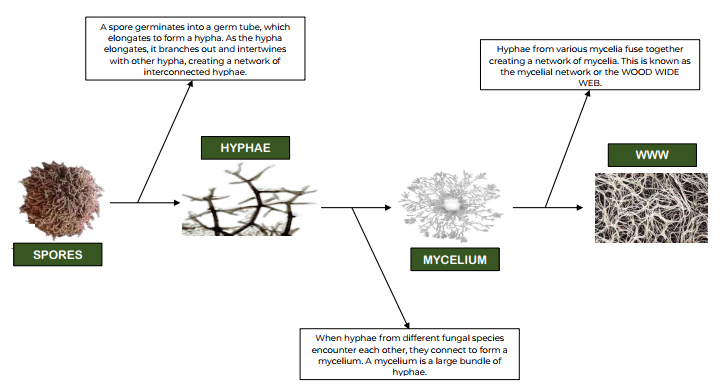 A spore germinates into a germ tube, which
elongates to form a hypha. As the hypha
elongates, it branches out and intertwines
with other hypha, creating a network of
interconnected hyphae.
Hyphae from various mycelia fuse together
creating a network of mycelia. This is known as
the mycelial network or the WOOD WIDE
WEB.
HYPHAE
WWW
SPORES
MYCELIUM
When hyphae from different fungal species
encounter each other, they connect to form a
mycelium. A mycelium is a large bundle of
hyphae.